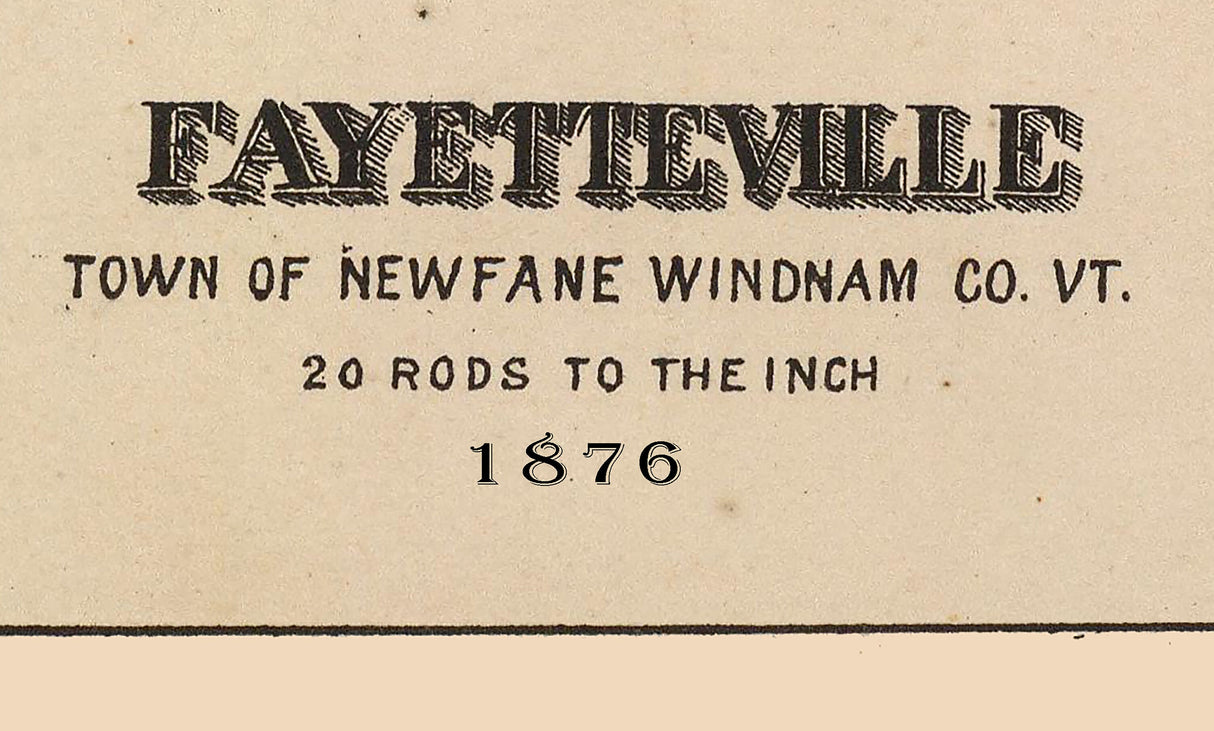 FAYETTEVILLE
TOWN OF NEWFANE WINDNAM CO. VT.
20 RODS TO THE INCH
1876